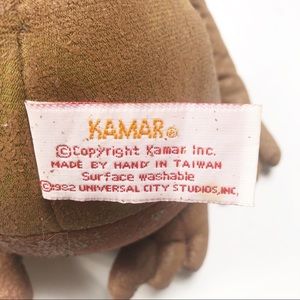 KAMAR®
©Copyright Kamar Inc.
MADE BY HAND IN TAIWAN
Surface washable
©1982 UNIVERSAL CITY STUDIOS, INC.